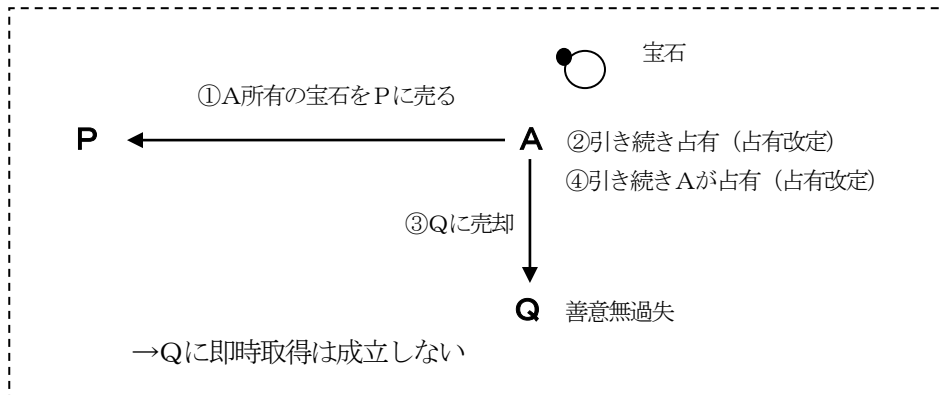 宝石
①A所有の宝石をPに売る
P A ②引き続き占有（占有改定）
④引き続きAが占有（占有改定）
③Qに売却
Q 善意無過失
→Qに即時取得は成立しない